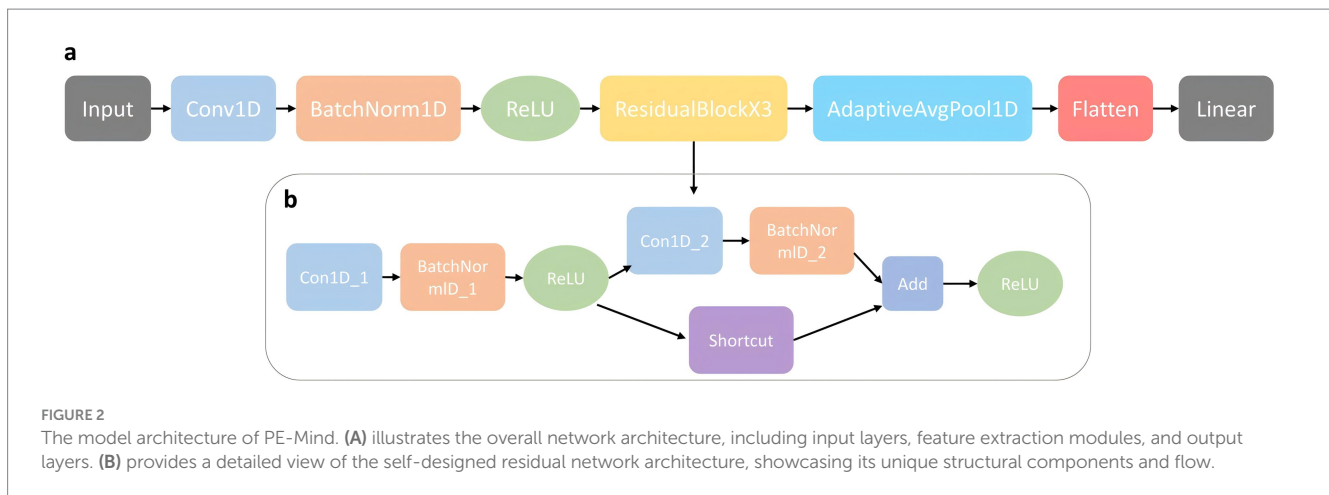 a
Input
Conv1D
BatchNorm1D
ReLU
ResidualBlockX3
AdaptiveAvgPool1D
Flatten
Linear
b
Con1D_1
BatchNor
mID_1
ReLU
Con1D_2
BatchNor
mID_2
Shortcut
Add
ReLU
FIGURE 2
The model architecture of PE-Mind. (A) illustrates the overall network architecture, including input layers, feature extraction modules, and output
layers. (B) provides a detailed view of the self-designed residual network architecture, showcasing its unique structural components and flow.